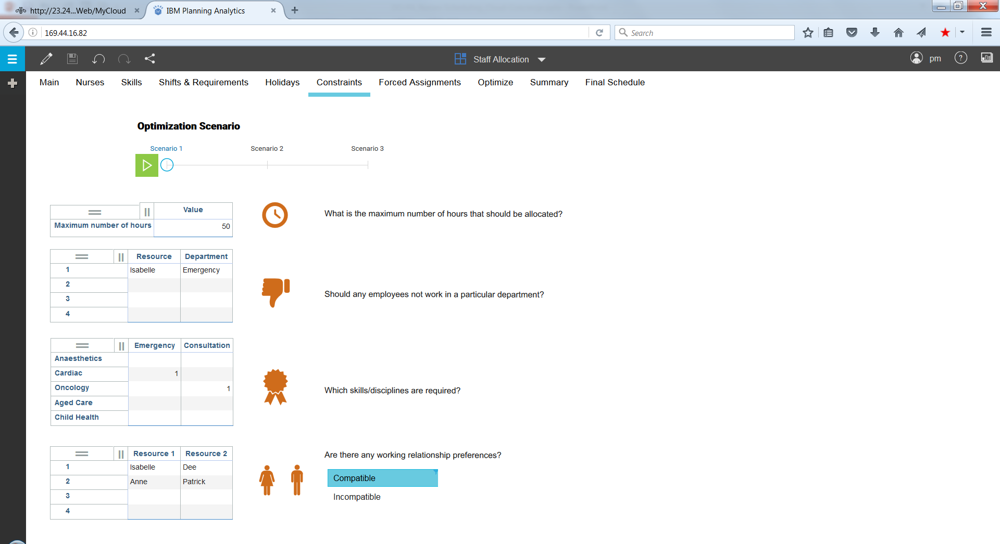 http://23.24...Web/MyCloud
IBM Planning Analytics
169.44.16.82
Search
Staff Allocation
pm
Main Nurses Skills Shifts & Requirements Holidays Constraints Forced Assignments Optimize Summary Final Schedule
Optimization Scenario
Scenario 1 Scenario 2 Scenario 3
Value
Maximum number of hours 50
What is the maximum number of hours that should be allocated?
Resource Department
1 Isabelle Emergency
2
3
4
Should any employees not work in a particular department?
Emergency Consultation
Anaesthetics
Cardiac 1
Oncology 1
Aged Care
Child Health
Which skills/disciplines are required?
Resource 1 Resource 2
1 Isabelle Dee
2 Anne Patrick
3
4
Are there any working relationship preferences?
Compatible
Incompatible